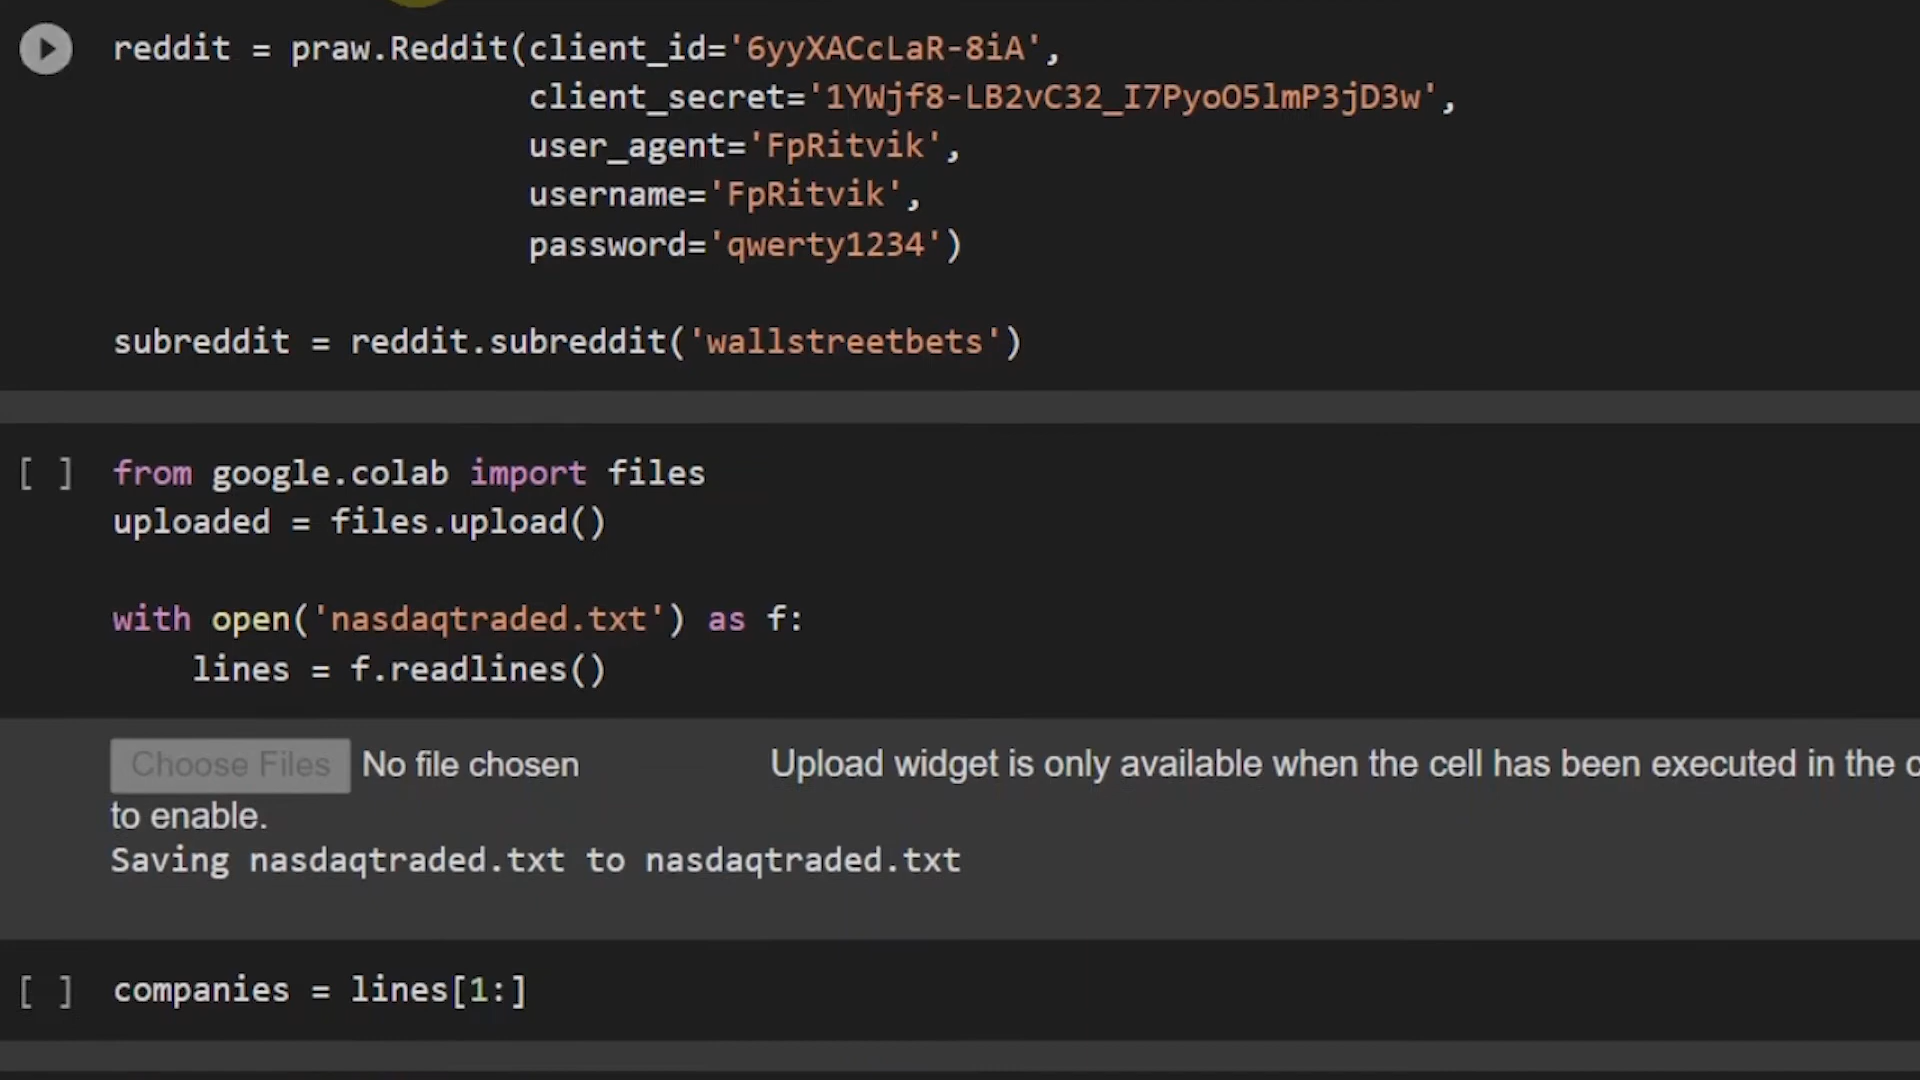 reddit = praw.Reddit(client_id='6yyXACcLaR-8iA',
client_secret='1YWjf8-LB2vC32_I7PyoO5lmP3jD3w',
user_agent='FpRitvik',
username='FpRitvik',
password='qwerty1234')
subreddit = reddit.subreddit('wallstreetbets')
[ ] from google.colab import files
uploaded = files.upload()
with open('nasdaqtraded.txt') as f:
lines = f.readlines()
Choose Files No file chosen Upload widget is only available when the cell has been executed in the
to enable.
Saving nasdaqtraded.txt to nasdaqtraded.txt
[ ] companies = lines[1:]